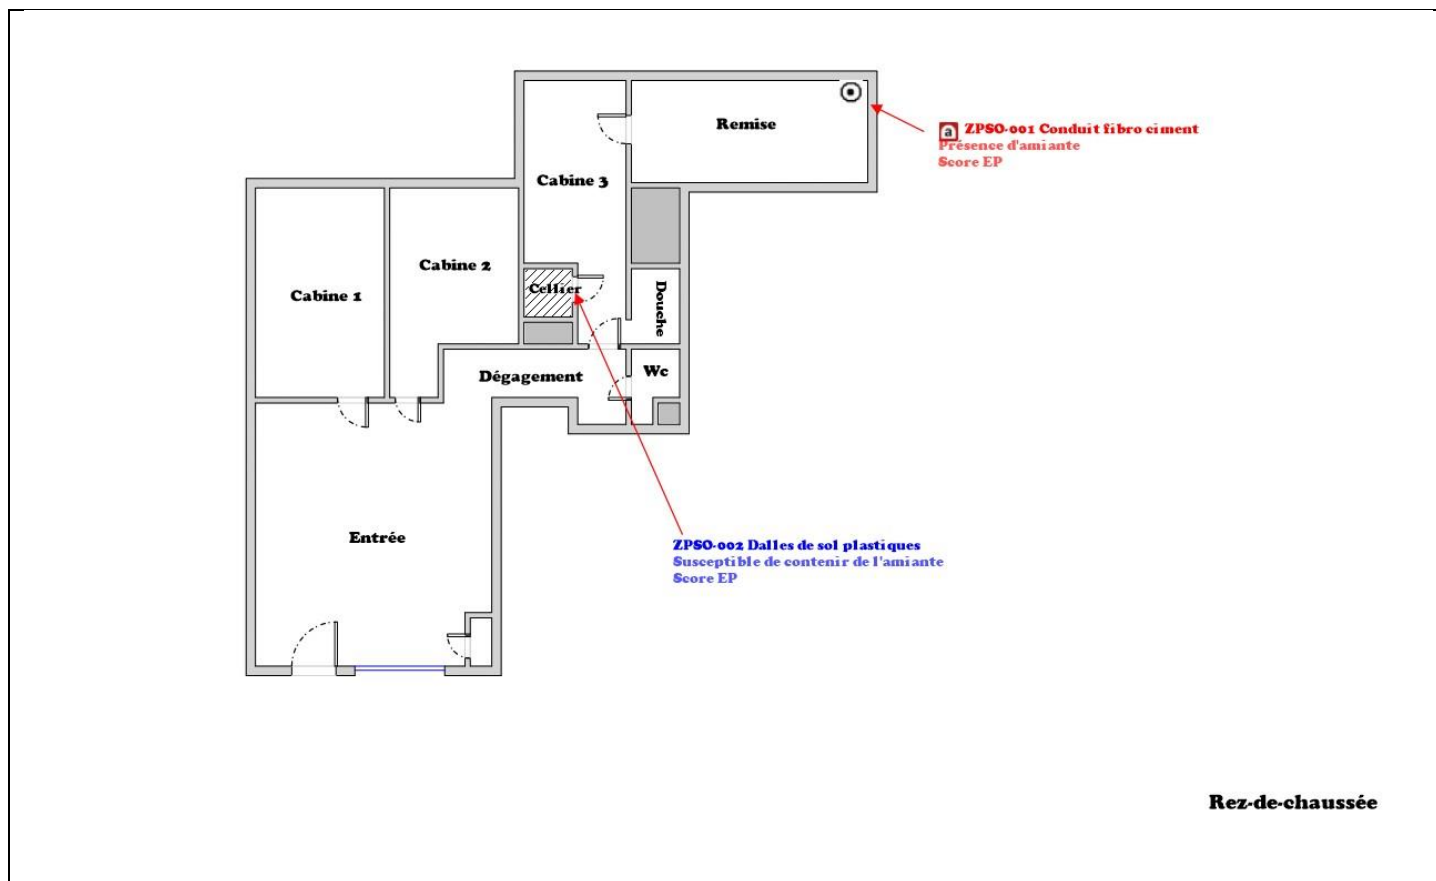 Remise
a ZPSO-001 Conduit fibro ciment
Présence d'amiante
Score EP
Cabine 3
Cabine 2
Cabine 1
Cellier
Douche
Wc
Dégagement
Entrée
ZPSO-002 Dalles de sol plastiques
Susceptible de contenir de l'amiante
Score EP
Rez-de-chaussée